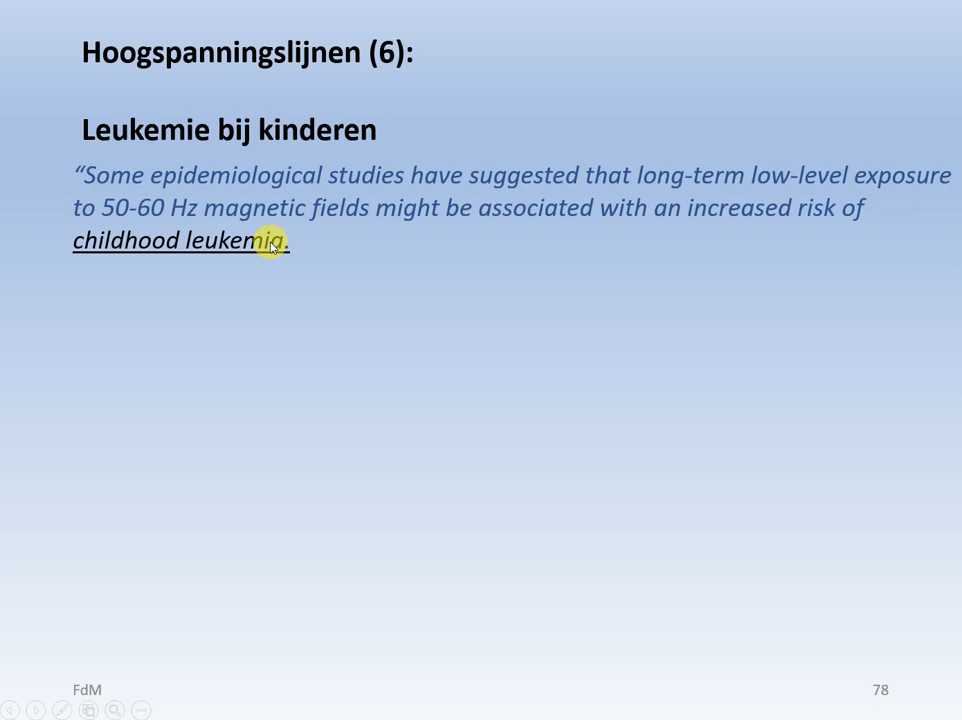 Hoogspanningslijnen (6):
Leukemie bij kinderen
“Some epidemiological studies have suggested that long-term low-level exposure
to 50-60 Hz magnetic fields might be associated with an increased risk of
childhood leukemia.
FdM
78